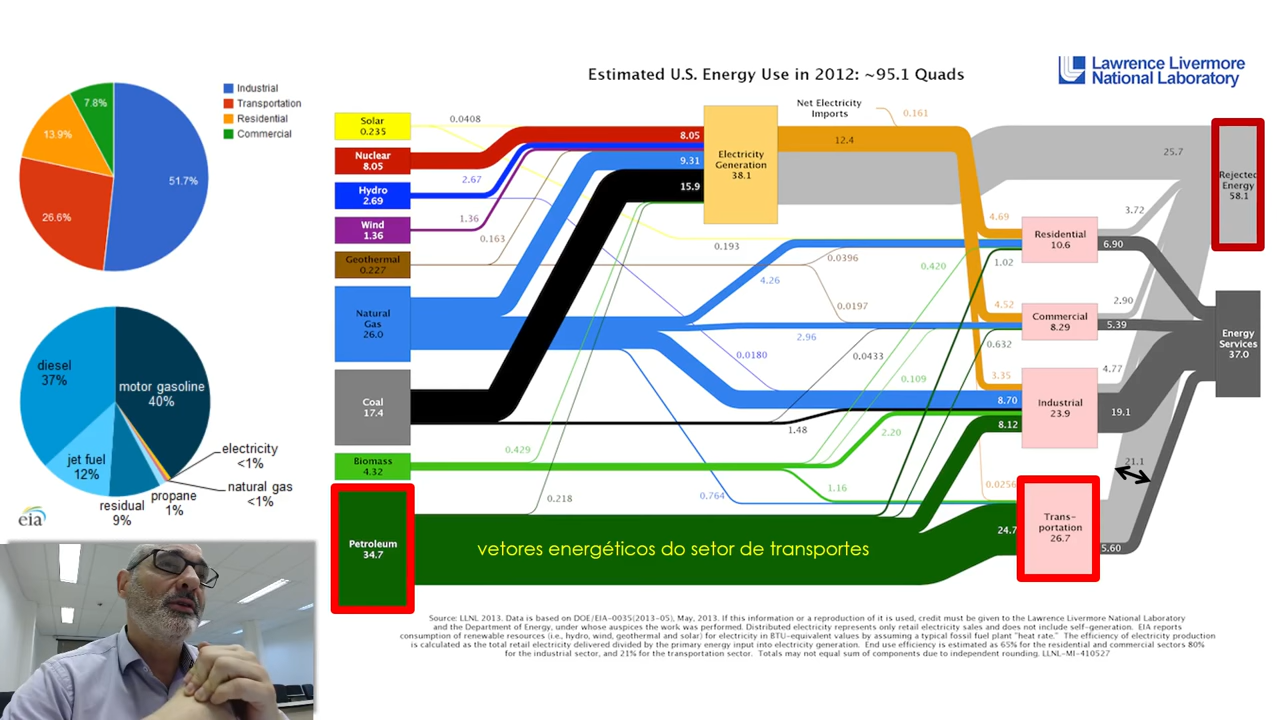 Estimated U.S. Energy Use in 2012: ~95.1 Quads
Lawrence Livermore
National Laboratory
7.8%
13.9%
26.6%
51.7%
Industrial
Transportation
Residential
Commercial
diesel
37%
motor gasoline
40%
jet fuel
12%
residual
9%
propane
1%
electricity
<1%
natural gas
<1%
eia
Solar
0.235
Nuclear
8.05
Hydro
2.69
Wind
1.36
Geothermal
0.227
Natural
Gas
26.0
Coal
17.4
Biomass
4.32
Petroleum
34.7
0.0408
2.67
1.36
0.163
0.429
0.218
8.05
9.31
15.9
Electricity
Generation
38.1
Net Electricity
Imports
0.161
12.4
25.7
0.193
0.0396
4.26
0.0197
2.96
0.0180
0.0433
0.109
0.420
1.48
2.20
1.16
0.764
4.69
1.02
4.52
0.632
3.35
8.70
8.12
0.0256
24.7
Residential
10.6
Commercial
8.29
Industrial
23.9
Trans-
portation
26.7
3.72
6.90
2.90
5.39
4.77
19.1
21.1
5.60
Rejected
Energy
58.1
Energy
Services
37.0
vetores energéticos do setor de transportes
Source: LLNL 2013. Data is based on DOE/EIA-0035(2013-05), May, 2013. If this information or a reproduction of it is used, credit must be given to the Lawrence Livermore National Laboratory
and the Department of Energy, under whose auspices the work was performed. Distributed electricity represents only retail electricity sales and does not include self-generation. EIA reports
consumption of renewable resources (i.e., hydro, wind, geothermal and solar) for electricity in BTU-equivalent values by assuming a typical fossil fuel plant "heat rate." The efficiency of electricity production
is calculated as the total retail electricity delivered divided by the primary energy input into electricity generation. End use efficiency is estimated as 65% for the residential and commercial sectors 80%
for the industrial sector, and 21% for the transportation sector. Totals may not equal sum of components due to independent rounding. LLNL-MI-410527